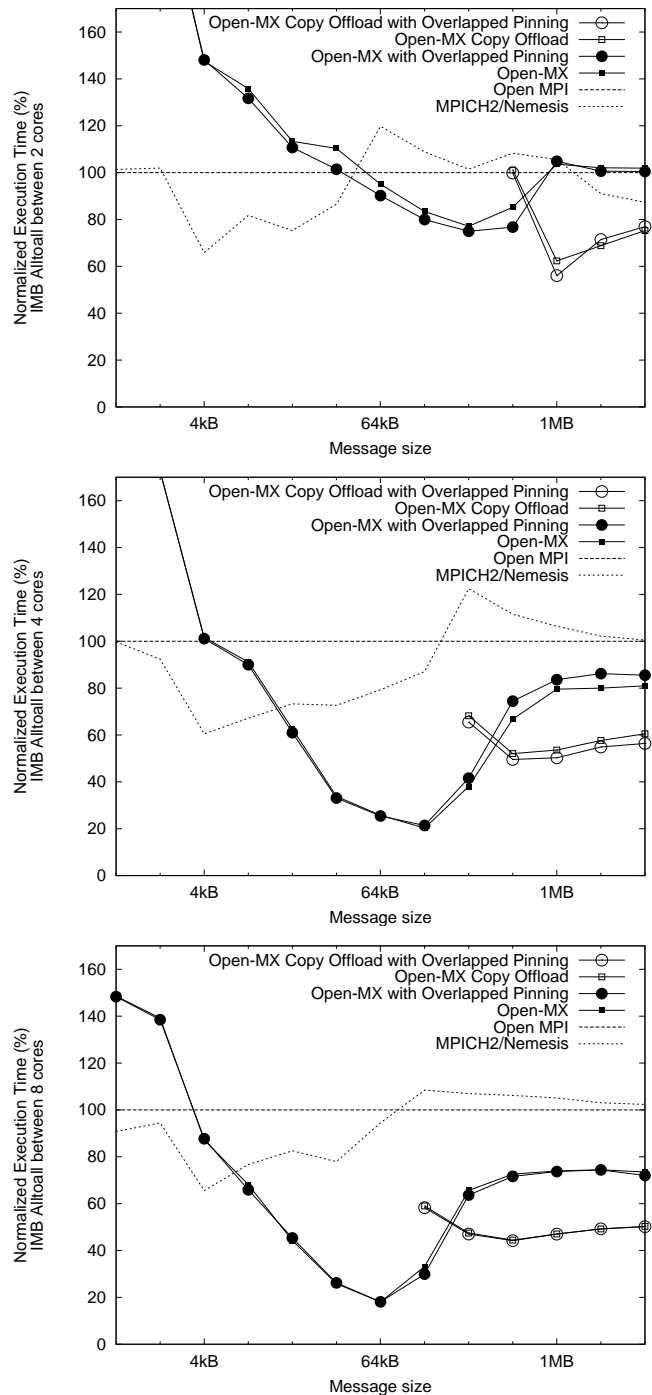 Normalized Execution Time (%)
IMB Alltoall between 2 cores
160
140
120
100
80
60
40
20
0
Open-MX Copy Offload with Overlapped Pinning
Open-MX Copy Offload
Open-MX with Overlapped Pinning
Open-MX
Open MPI
MPICH2/Nemesis
4kB 64kB 1MB
Message size
Normalized Execution Time (%)
IMB Alltoall between 4 cores
160
140
120
100
80
60
40
20
0
Open-MX Copy Offload with Overlapped Pinning
Open-MX Copy Offload
Open-MX with Overlapped Pinning
Open-MX
Open MPI
MPICH2/Nemesis
4kB 64kB 1MB
Message size
Normalized Execution Time (%)
IMB Alltoall between 8 cores
160
140
120
100
80
60
40
20
0
Open-MX Copy Offload with Overlapped Pinning
Open-MX Copy Offload
Open-MX with Overlapped Pinning
Open-MX
Open MPI
MPICH2/Nemesis
4kB 64kB 1MB
Message size